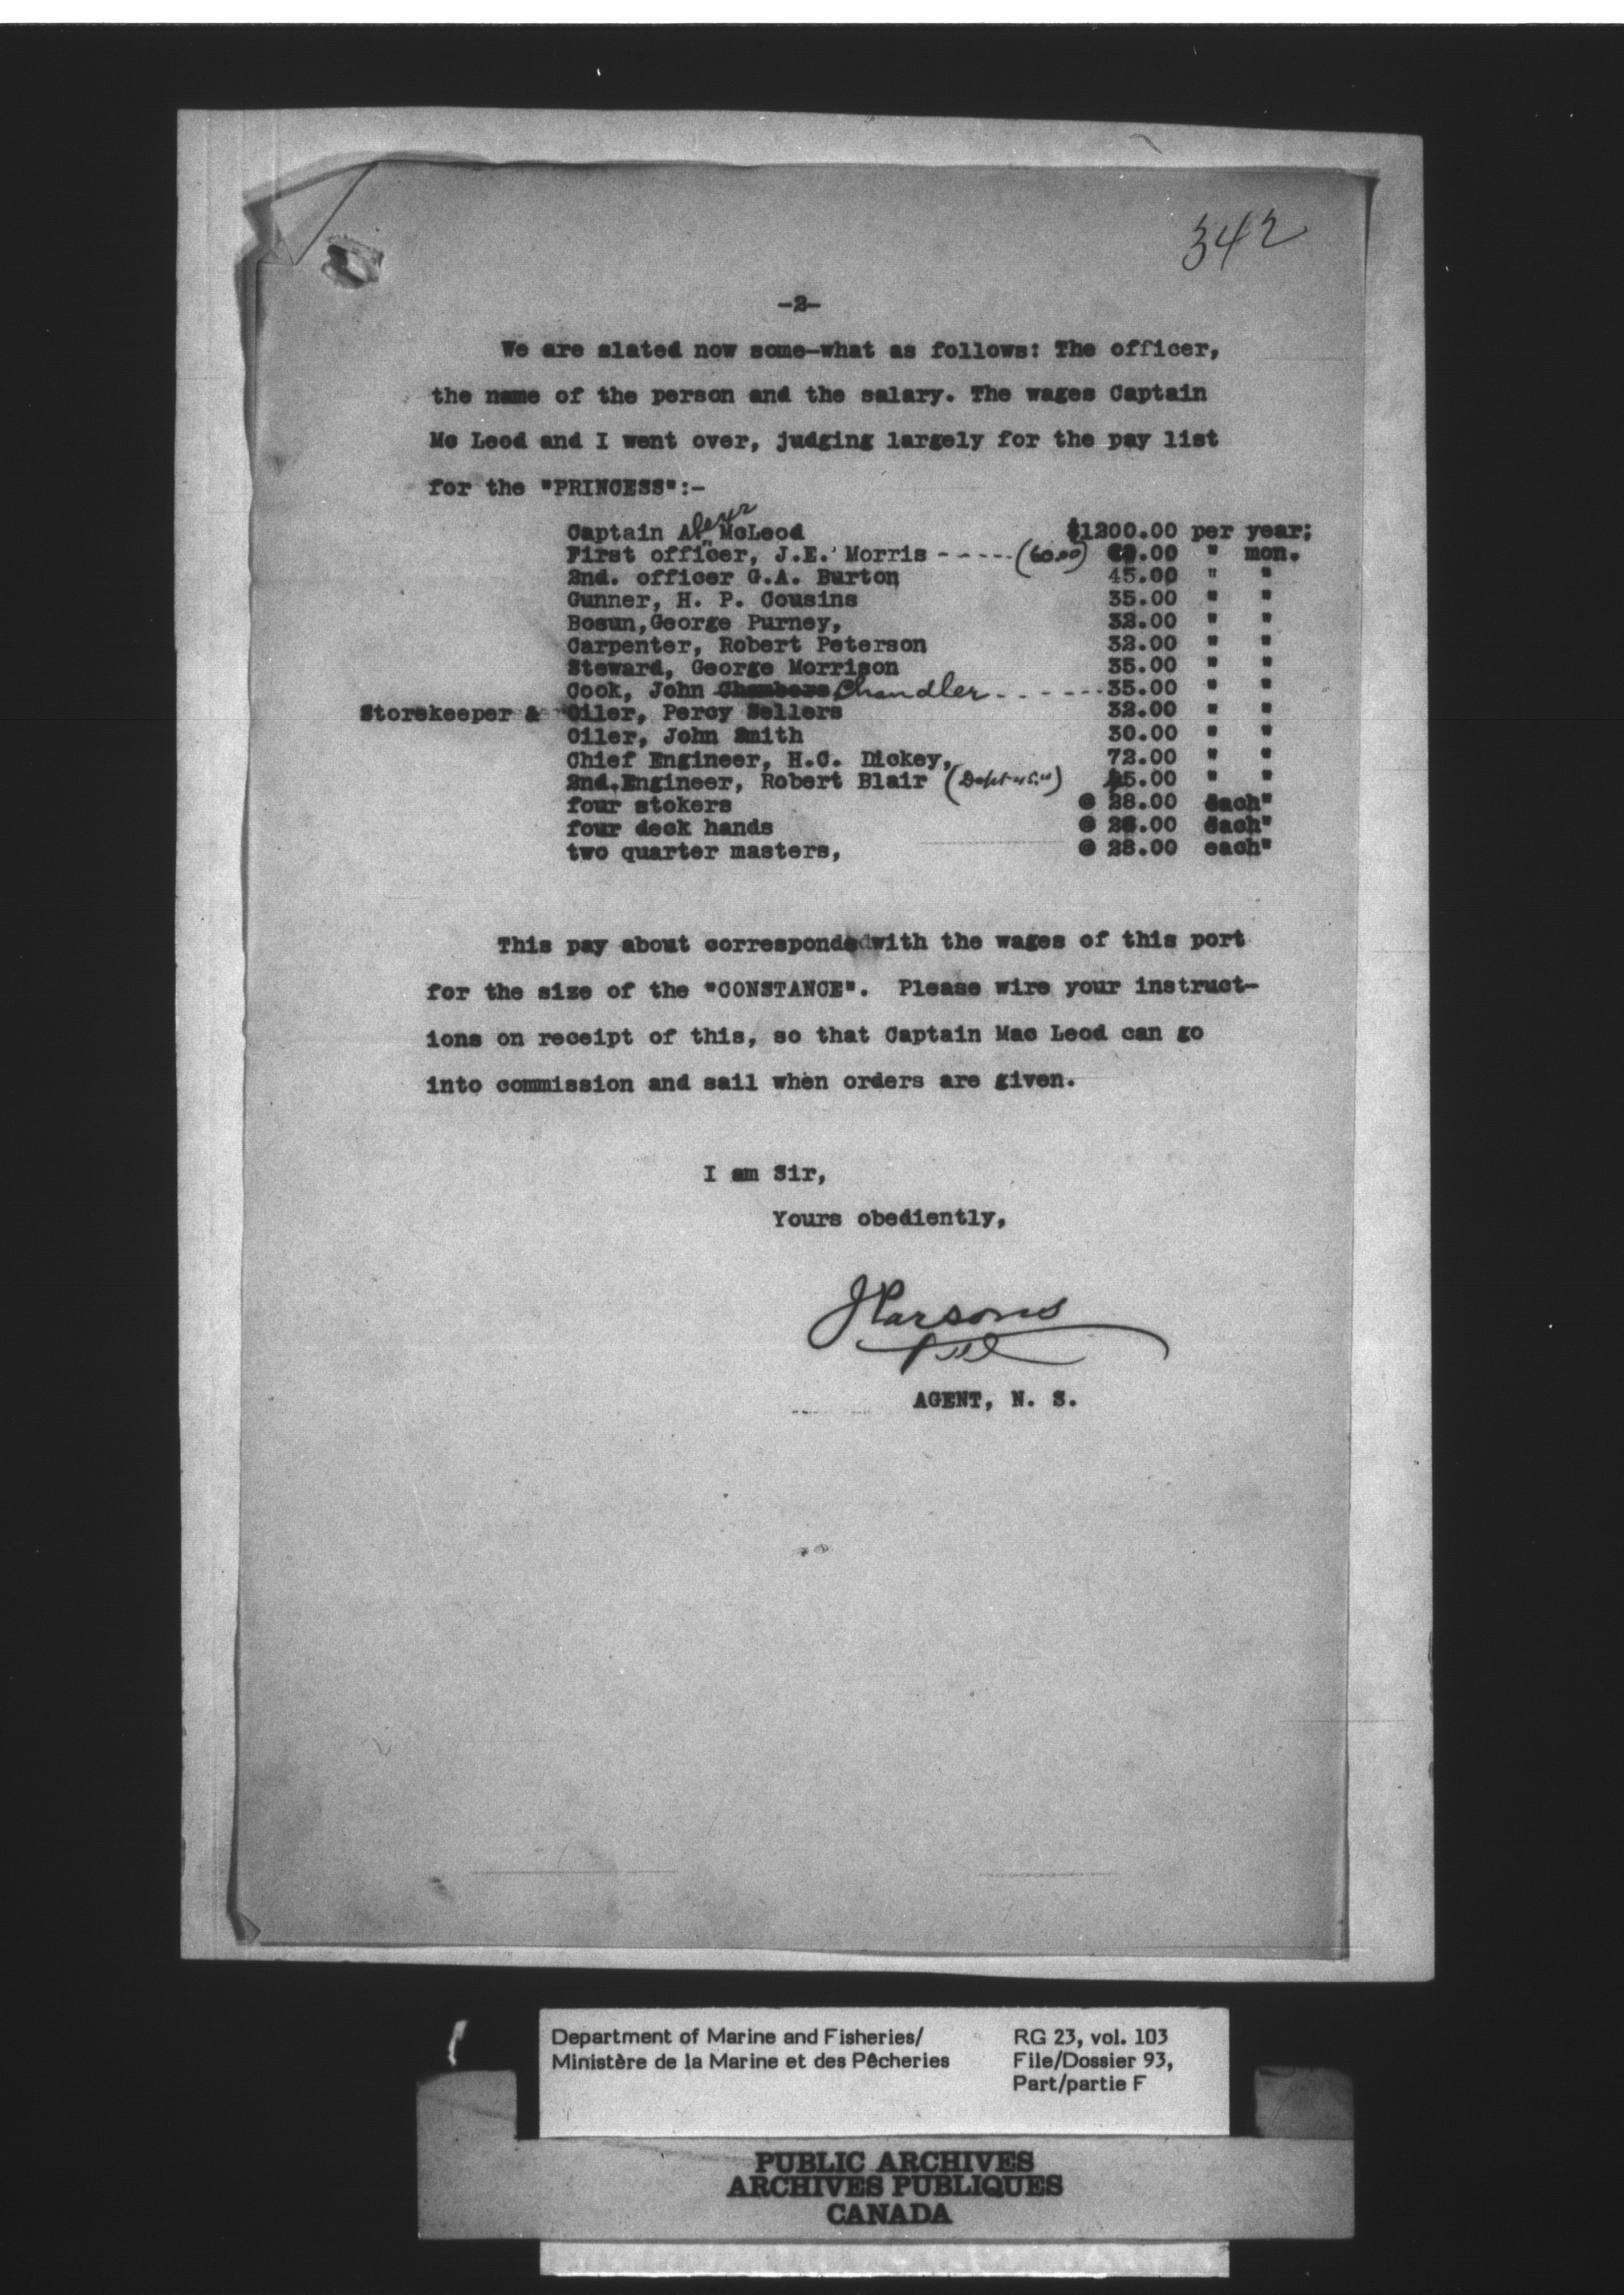 342
-2-
We are slated now some-what as follows: The officer,
the name of the person and the salary. The wages Captain
Mc Leod and I went over, judging largely for the pay list
for the "PRINCESS":-
Captain Alexr McLeod $1200.00 per year;
First officer, J.E. Morris - - - - - (60.00) .00 " mon.
2nd. officer G.A. Burton 45.00 " "
Gunner, H. P. Cousins 35.00 " "
Bosun, George Purney, 32.00 " "
Carpenter, Robert Peterson 32.00 " "
Steward, George Morrison 35.00 " "
Cook, John Chambers Chandler - - - - - - 35.00 " "
Storekeeper & Oiler, Percy Sellers 32.00 " "
Oiler, John Smith 30.00 " "
Chief Engineer, H.C. Dickey, 72.00 " "
2nd. Engineer, Robert Blair 5.00 " "
four stokers @ 28.00 each"
four deck hands @ 26.00 each"
two quarter masters, @ 28.00 each"
This pay about corresponded with the wages of this port
for the size of the "CONSTANCE". Please wire your instruct-
ions on receipt of this, so that Captain Mac Leod can go
into commission and sail when orders are given.
I am Sir,
Yours obediently,
J Parsons
AGENT, N. S.
Department of Marine and Fisheries/
Ministère de la Marine et des Pêcheries
RG 23, vol. 103
File/Dossier 93,
Part/partie F
PUBLIC ARCHIVES
ARCHIVES PUBLIQUES
CANADA